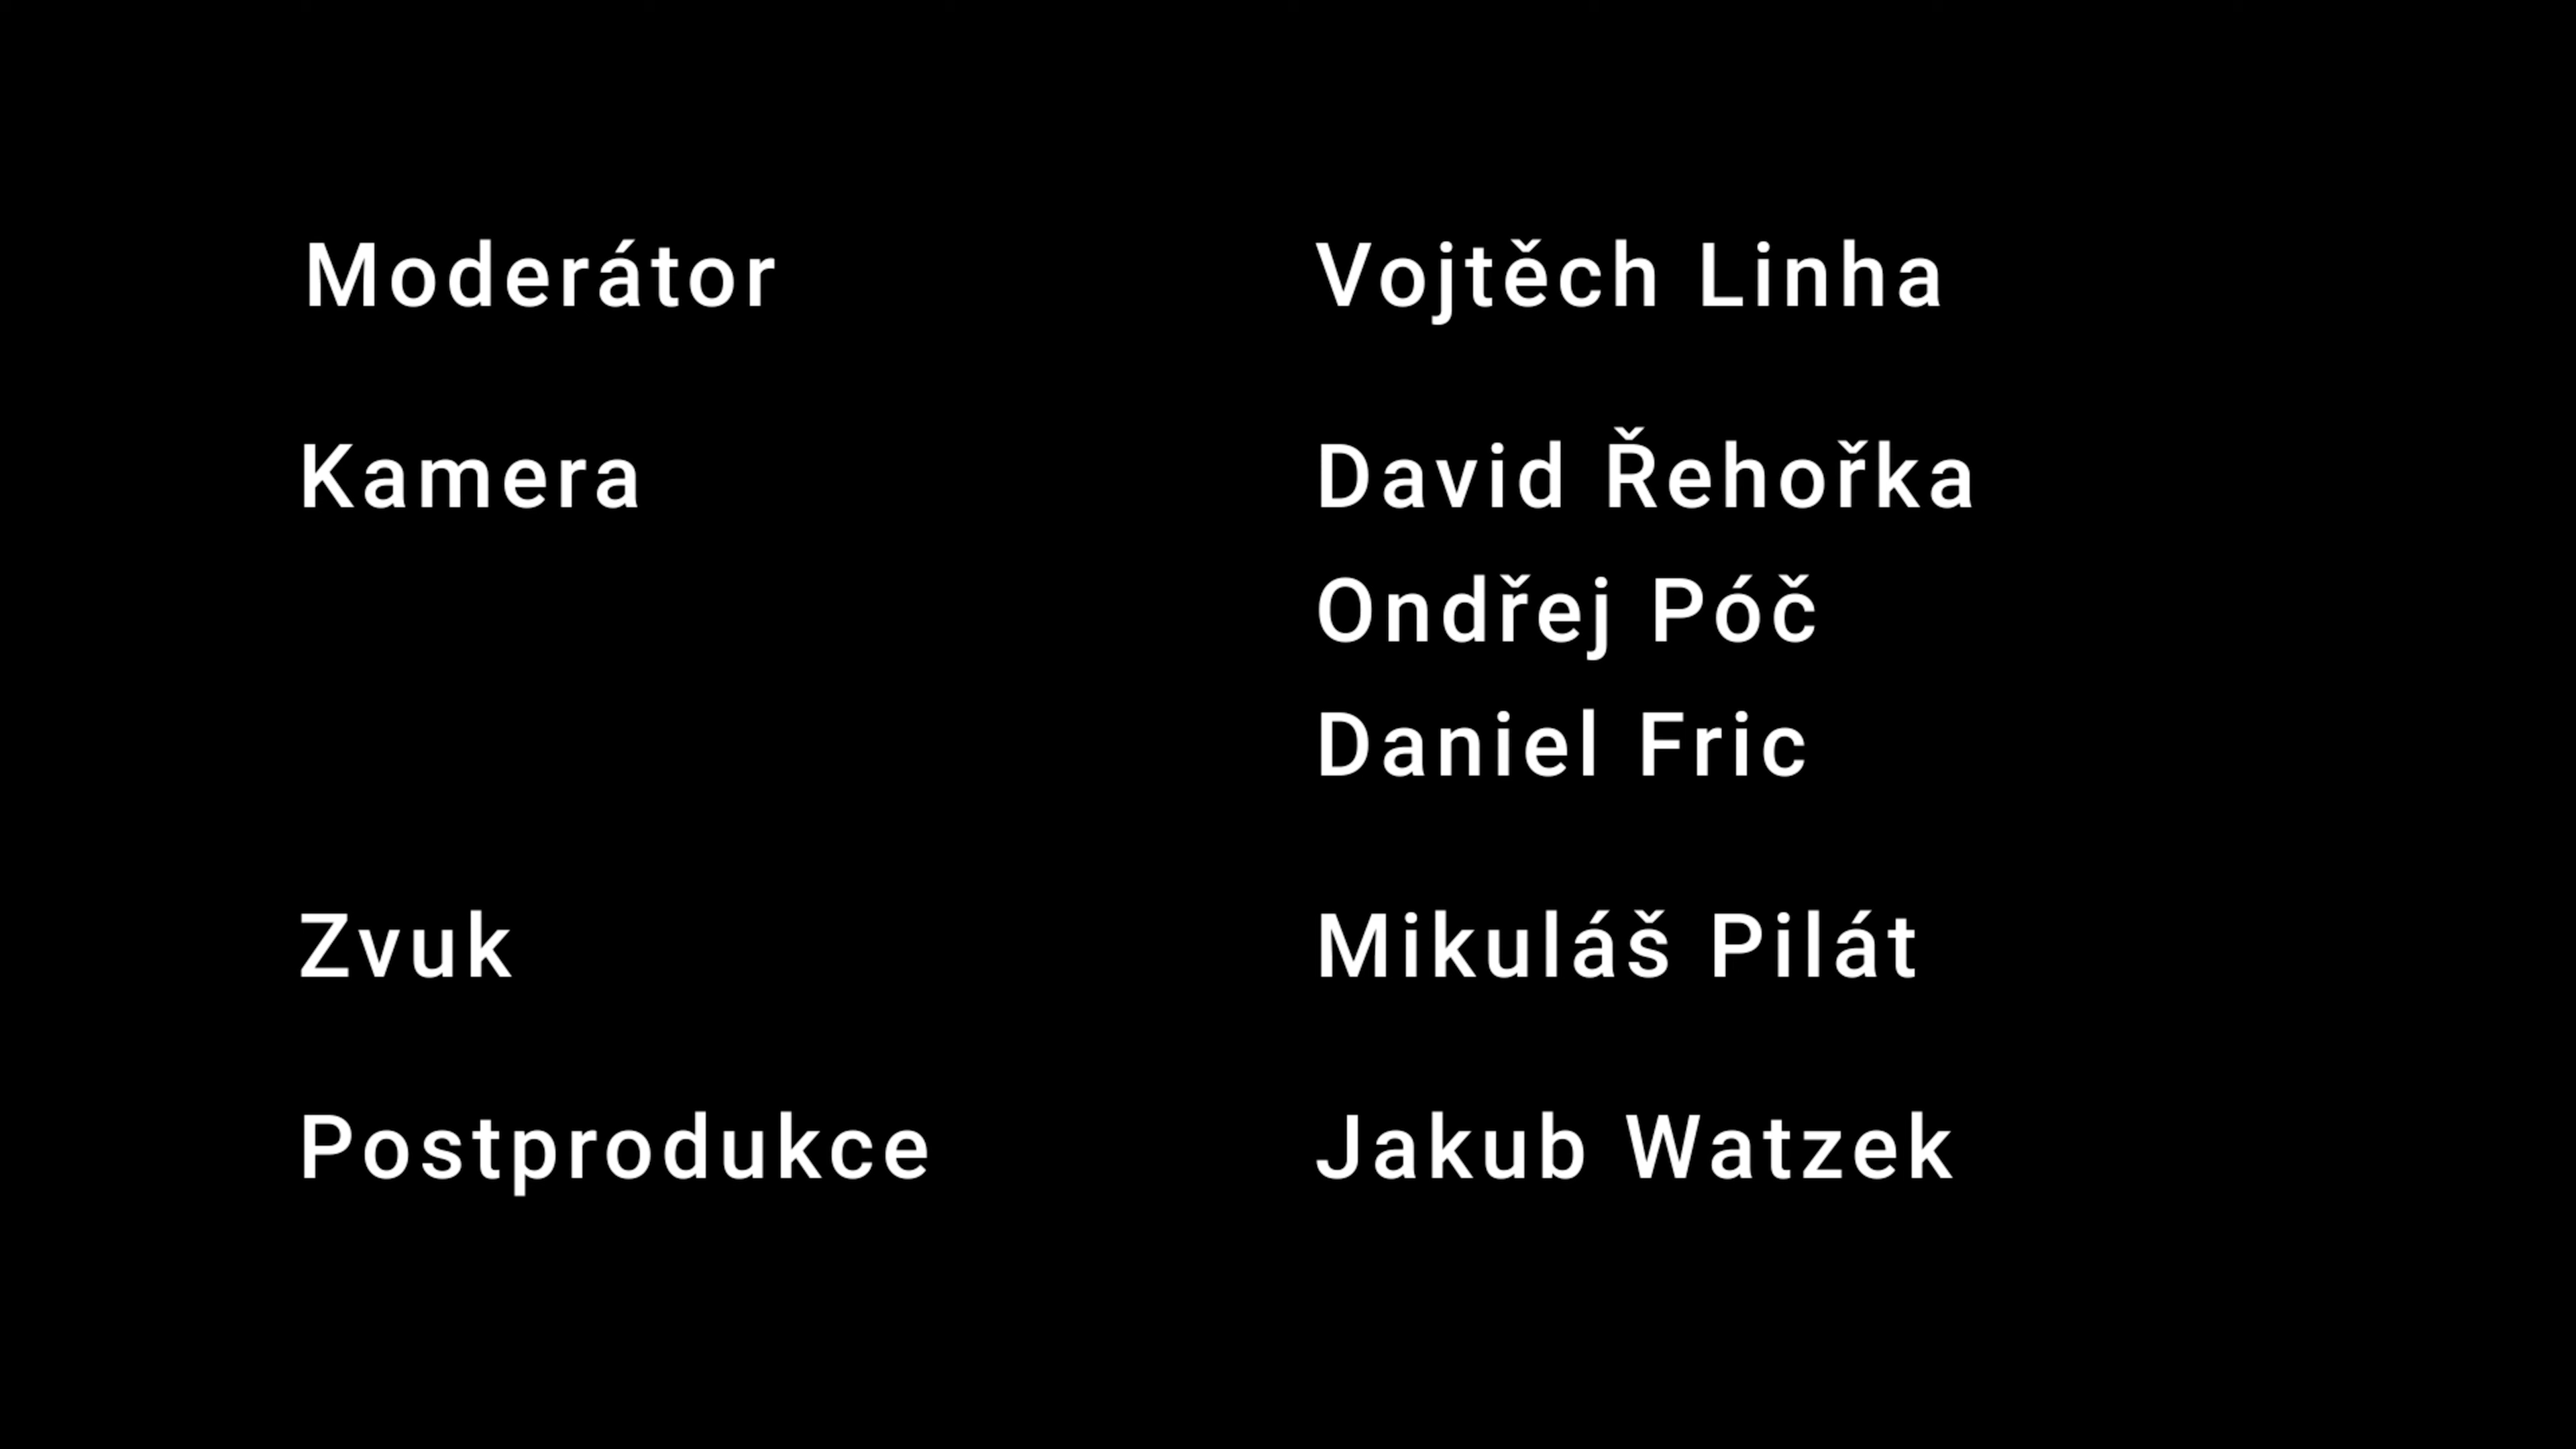 Moderátor Vojtěch Linha
Kamera David Řehořka
Ondřej Póč
Daniel Fric
Zvuk Mikuláš Pilát
Postprodukce Jakub Watzek